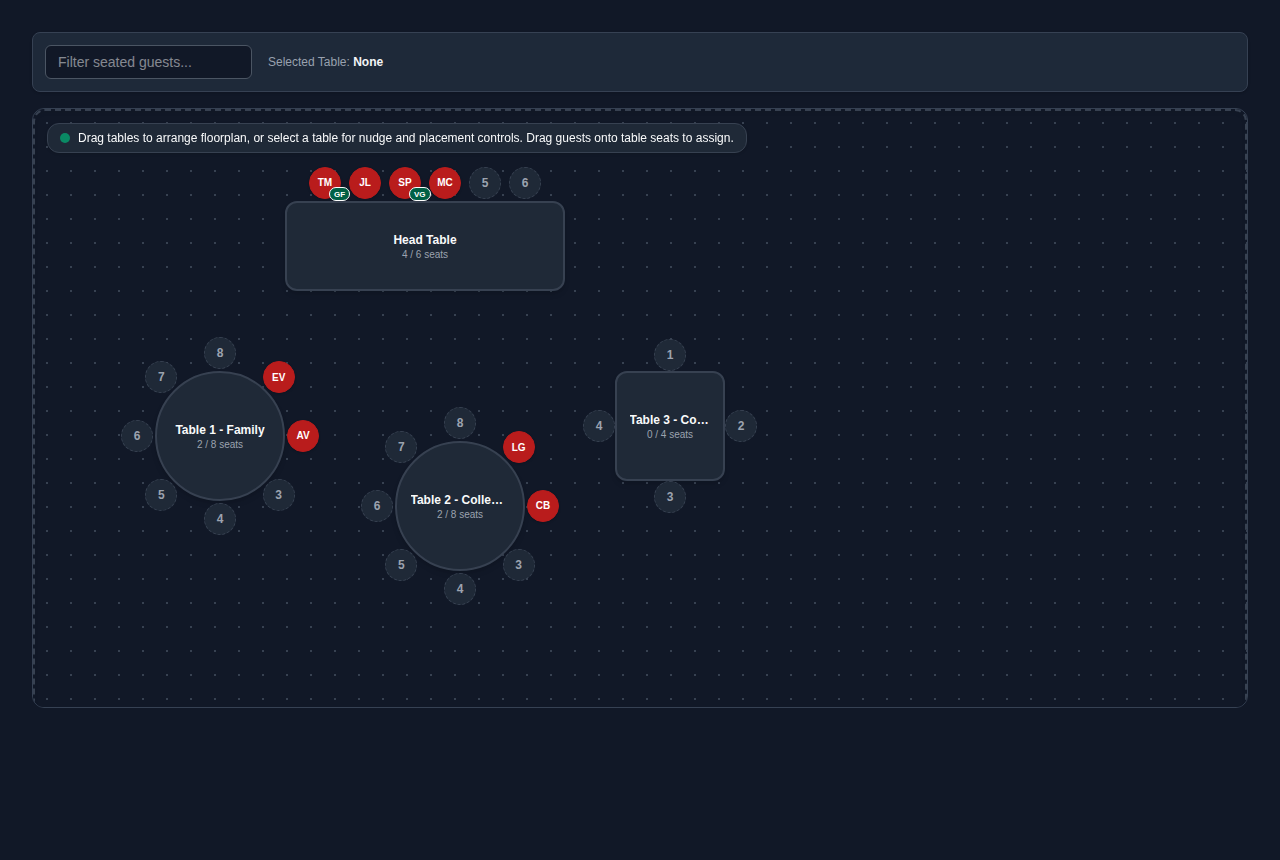 Filter seated guests...
Selected Table: None
Drag tables to arrange floorplan, or select a table for nudge and placement controls. Drag guests onto table seats to assign.
TM JL SP MC 5 6
GF VG
Head Table
4 / 6 seats
8
7 EV
6 AV
Table 1 - Family
2 / 8 seats
5 3
4
8
7 LG
6 CB
Table 2 - Colle...
2 / 8 seats
5 3
4
1
4 2
Table 3 - Co...
0 / 4 seats
3